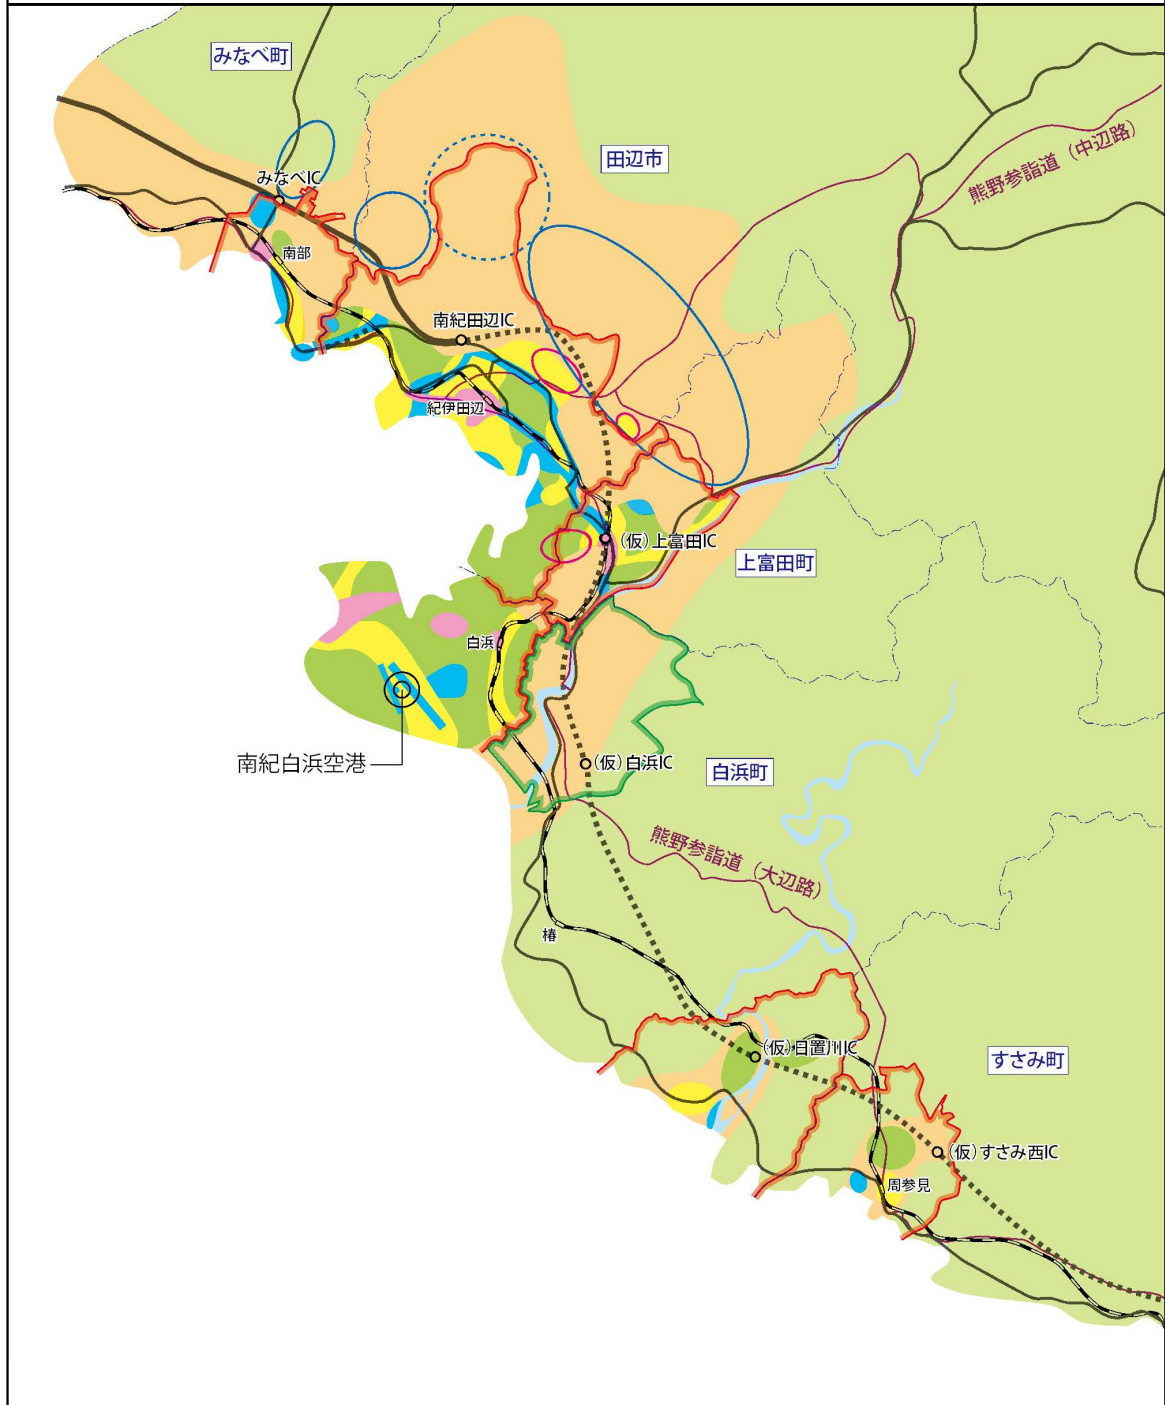 みなべ町
田辺市
熊野参詣道（中辺路）
みなべIC
南部
南紀田辺IC
紀伊田辺
（仮）上富田IC
上富田町
白浜
南紀白浜空港
（仮）白浜IC
白浜町
熊野参詣道（大辺路）
椿
（仮）日置川IC
すさみ町
（仮）すさみ西IC
周参見